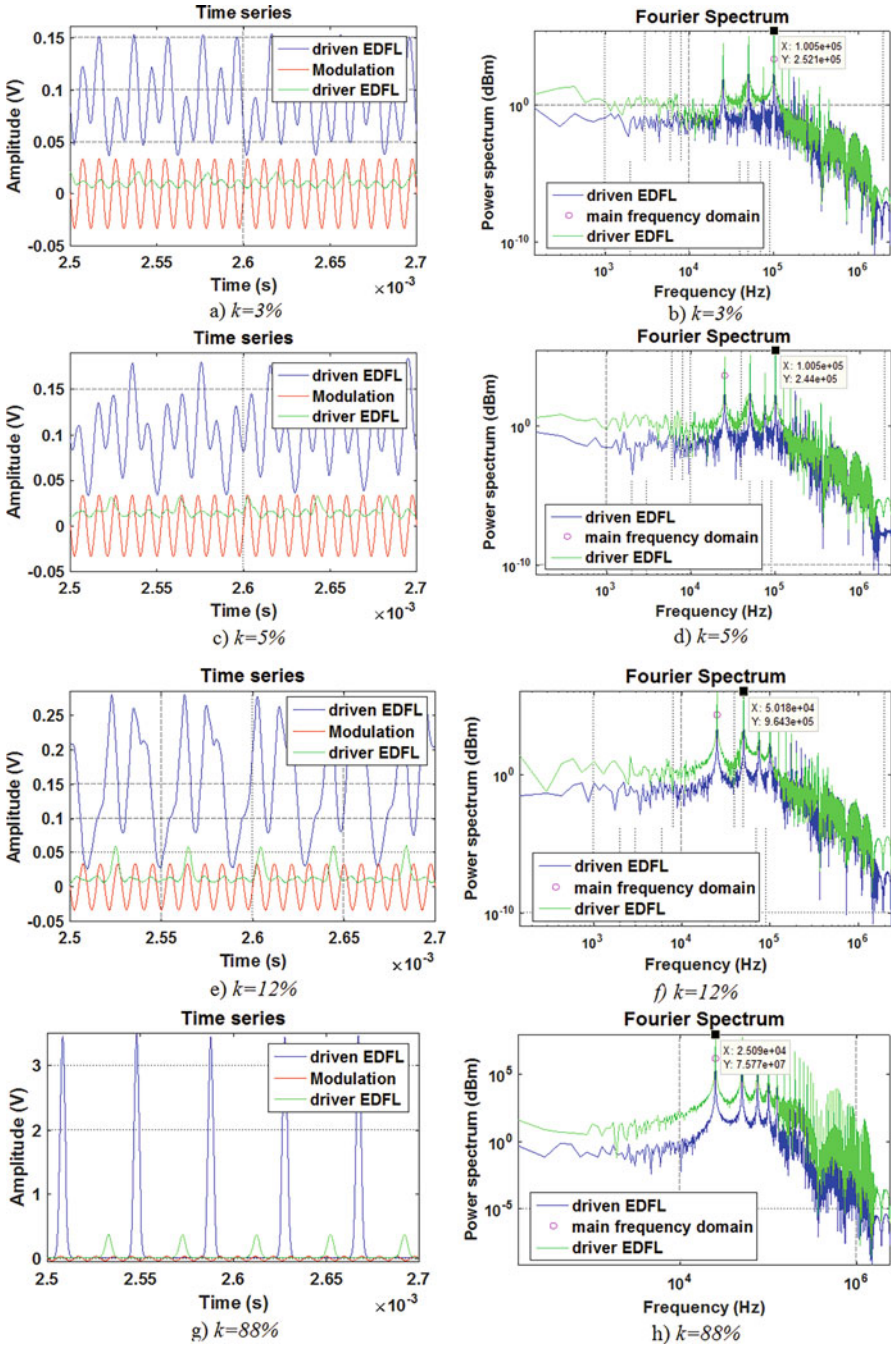 Time series
Amplitude (V)
0.15
0.1
0.05
0
-0.05
driven EDFL
Modulation
driver EDFL
2.5
2.55
2.6
2.65
2.7
Time (s)
×10⁻³
a) k=3%
Fourier Spectrum
Power spectrum (dBm)
10⁰
10⁻¹⁰
X: 1.005e+05
Y: 2.521e+05
driven EDFL
main frequency domain
driver EDFL
10³
10⁴
10⁵
10⁶
Frequency (Hz)
b) k=3%
Time series
Amplitude (V)
0.15
0.1
0.05
0
-0.05
driven EDFL
Modulation
driver EDFL
2.5
2.55
2.6
2.65
2.7
Time (s)
×10⁻³
c) k=5%
Fourier Spectrum
Power spectrum (dBm)
10⁰
10⁻¹⁰
X: 1.005e+05
Y: 2.44e+05
driven EDFL
main frequency domain
driver EDFL
10³
10⁴
10⁵
10⁶
Frequency (Hz)
d) k=5%
Time series
Amplitude (V)
0.25
0.2
0.15
0.1
0.05
0
-0.05
driven EDFL
Modulation
driver EDFL
2.5
2.55
2.6
2.65
2.7
Time (s)
×10⁻³
e) k=12%
Fourier Spectrum
Power spectrum (dBm)
10⁰
10⁻¹⁰
X: 5.018e+04
Y: 9.643e+05
driven EDFL
main frequency domain
driver EDFL
10³
10⁴
10⁵
10⁶
Frequency (Hz)
f) k=12%
Time series
Amplitude (V)
3
2
1
0
driven EDFL
Modulation
driver EDFL
2.5
2.55
2.6
2.65
2.7
Time (s)
×10⁻³
g) k=88%
Fourier Spectrum
Power spectrum (dBm)
10⁵
10⁰
10⁻⁵
X: 2.509e+04
Y: 7.577e+07
driven EDFL
main frequency domain
driver EDFL
10⁴
10⁶
Frequency (Hz)
h) k=88%